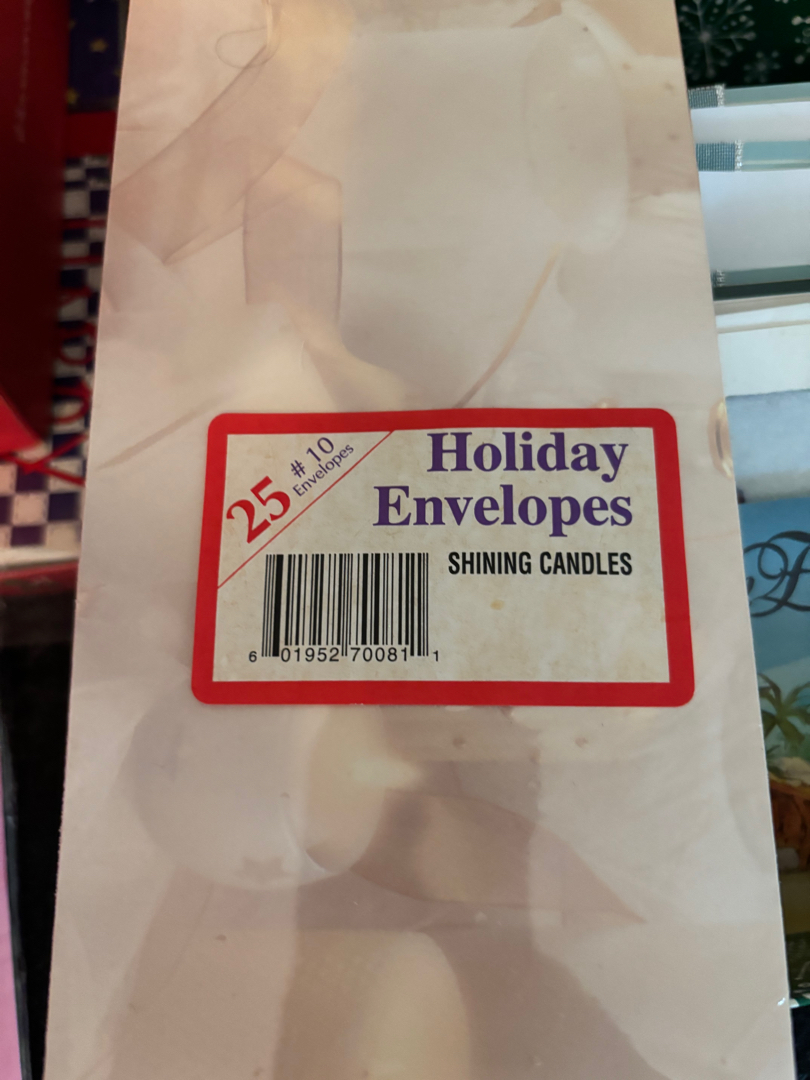 25
# 10
Envelopes
Holiday
Envelopes
SHINING CANDLES
6 01952 70081 1